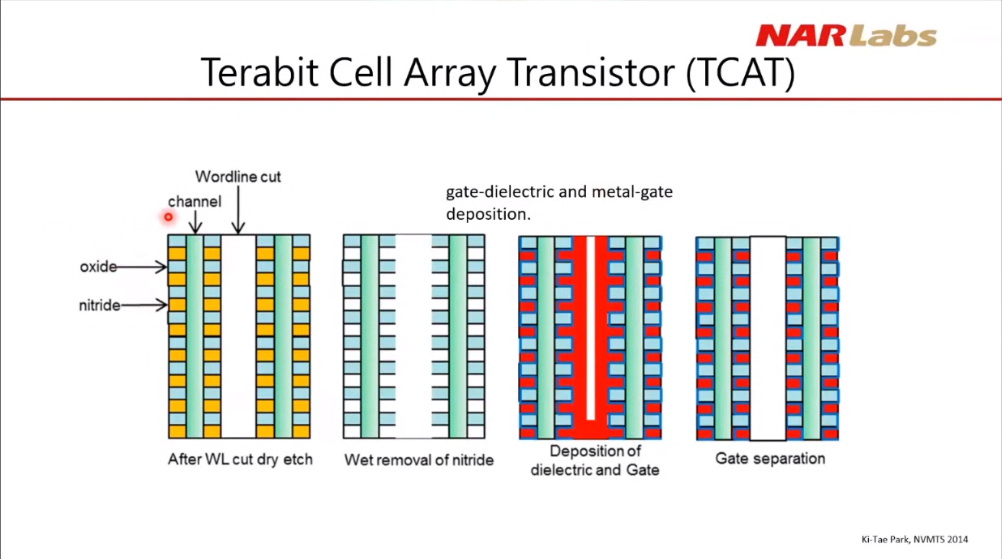 NARLabs
Terabit Cell Array Transistor (TCAT)
Wordline cut
channel
gate-dielectric and metal-gate
deposition.
oxide
nitride
After WL cut dry etch
Wet removal of nitride
Deposition of
dielectric and Gate
Gate separation
Ki-Tae Park, NVMTS 2014